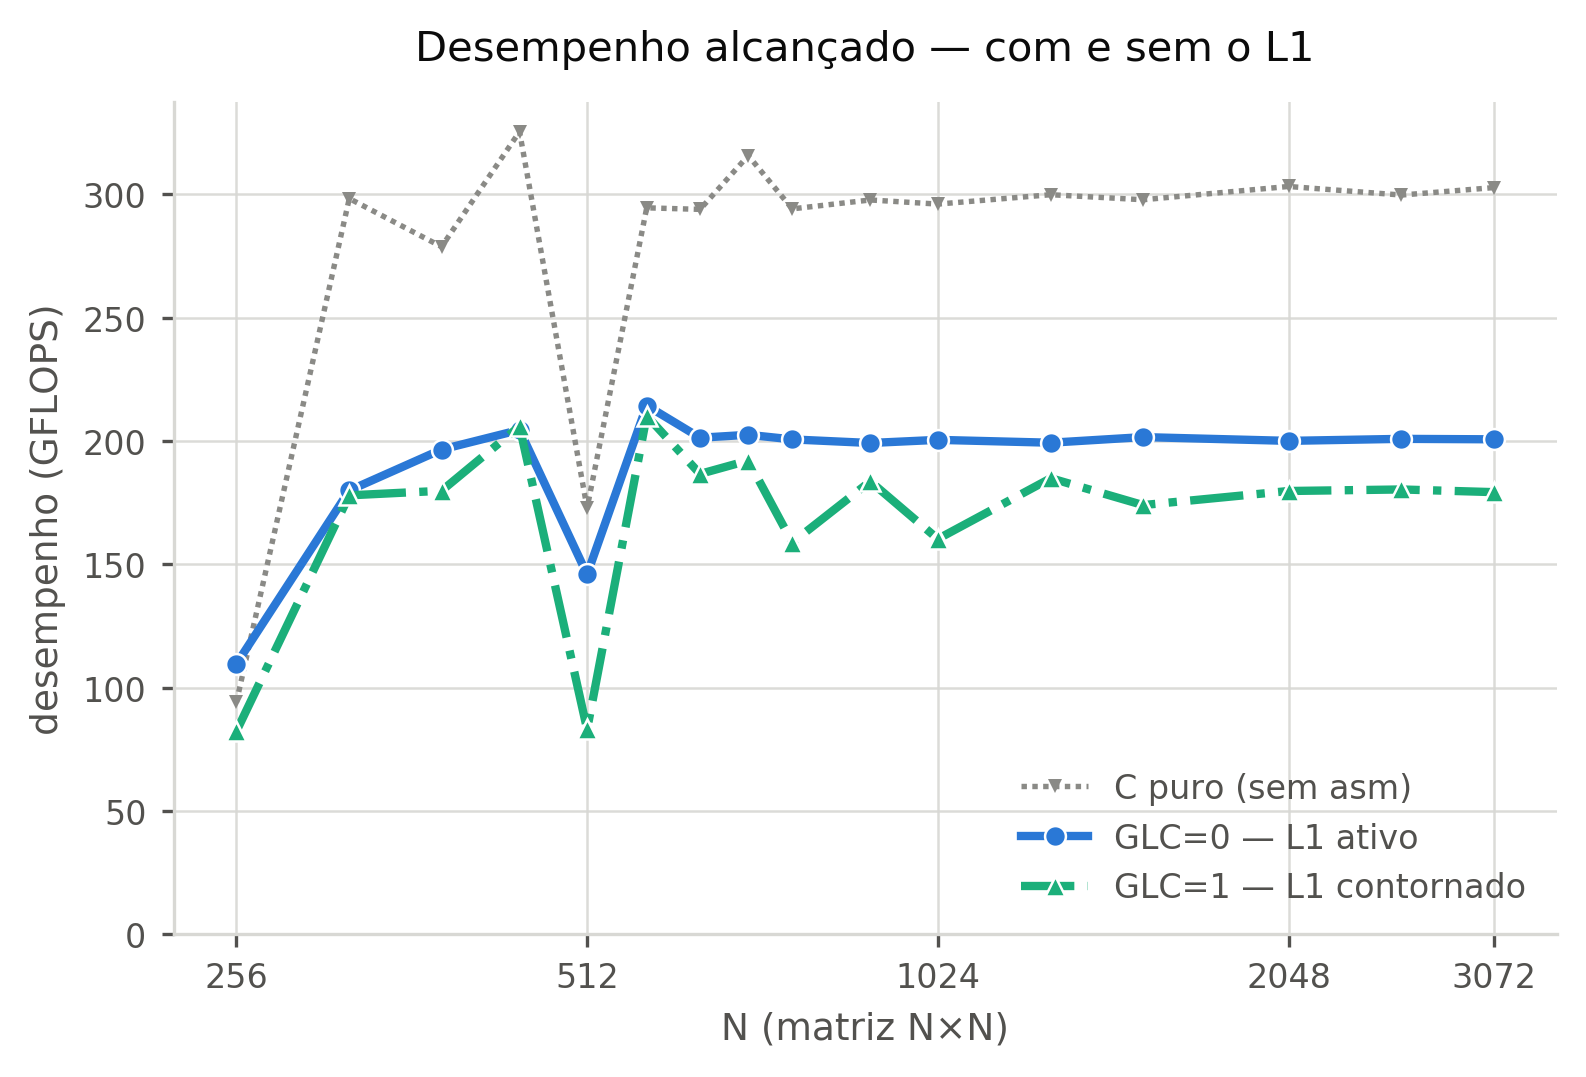 Desempenho alcançado — com e sem o L1
desempenho (GFLOPS)
300
250
200
150
100
50
0
C puro (sem asm)
GLC=0 — L1 ativo
GLC=1 — L1 contornado
256 512 1024 2048 3072
N (matriz N×N)